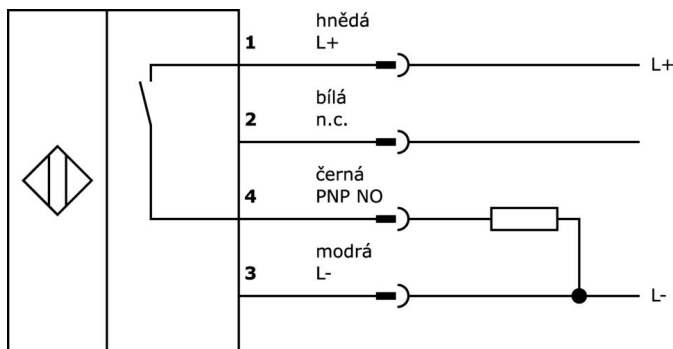 hnědá
1 L+
L+
bílá
2 n.c.
černá
4 PNP NO
modrá
3 L-
L-